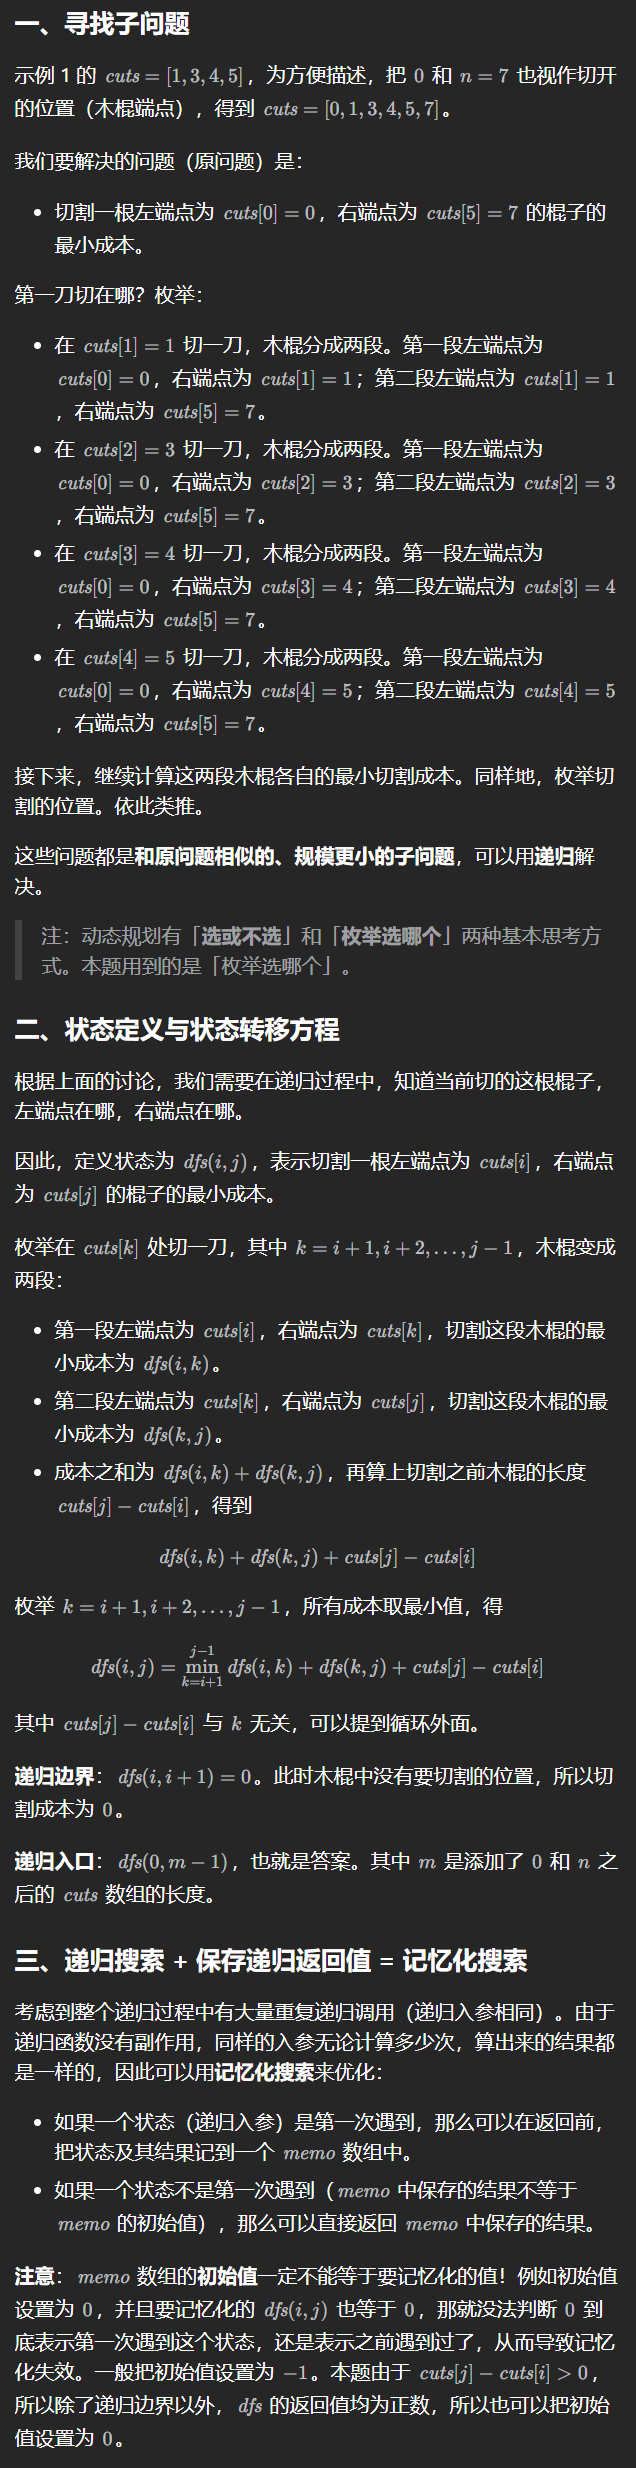 一、寻找子问题
示例 1 的 cuts = [1, 3, 4, 5]，为方便描述，把 0 和 n = 7 也视作切开
的位置（木棍端点），得到 cuts = [0, 1, 3, 4, 5, 7]。
我们要解决的问题（原问题）是：
• 切割一根左端点为 cuts[0] = 0，右端点为 cuts[5] = 7 的棍子的
最小成本。
第一刀切在哪？枚举：
• 在 cuts[1] = 1 切一刀，木棍分成两段。第一段左端点为
cuts[0] = 0，右端点为 cuts[1] = 1；第二段左端点为 cuts[1] = 1
，右端点为 cuts[5] = 7。
• 在 cuts[2] = 3 切一刀，木棍分成两段。第一段左端点为
cuts[0] = 0，右端点为 cuts[2] = 3；第二段左端点为 cuts[2] = 3
，右端点为 cuts[5] = 7。
• 在 cuts[3] = 4 切一刀，木棍分成两段。第一段左端点为
cuts[0] = 0，右端点为 cuts[3] = 4；第二段左端点为 cuts[3] = 4
，右端点为 cuts[5] = 7。
• 在 cuts[4] = 5 切一刀，木棍分成两段。第一段左端点为
cuts[0] = 0，右端点为 cuts[4] = 5；第二段左端点为 cuts[4] = 5
，右端点为 cuts[5] = 7。
接下来，继续计算这两段木棍各自的最小切割成本。同样地，枚举切
割的位置。依此类推。
这些问题都是和原问题相似的、规模更小的子问题，可以用递归解
决。
注：动态规划有「选或不选」和「枚举选哪个」两种基本思考方
式。本题用到的是「枚举选哪个」。
二、状态定义与状态转移方程
根据上面的讨论，我们需要在递归过程中，知道当前切的这根棍子，
左端点在哪，右端点在哪。
因此，定义状态为 dfs(i, j)，表示切割一根左端点为 cuts[i]，右端点
为 cuts[j] 的棍子的最小成本。
枚举在 cuts[k] 处切一刀，其中 k = i + 1, i + 2, . . . , j − 1，木棍变成
两段：
• 第一段左端点为 cuts[i]，右端点为 cuts[k]，切割这段木棍的最
小成本为 dfs(i, k)。
• 第二段左端点为 cuts[k]，右端点为 cuts[j]，切割这段木棍的最
小成本为 dfs(k, j)。
• 成本之和为 dfs(i, k) + dfs(k, j)，再算上切割之前木棍的长度
cuts[j] − cuts[i]，得到
dfs(i, k) + dfs(k, j) + cuts[j] − cuts[i]
枚举 k = i + 1, i + 2, . . . , j − 1，所有成本取最小值，得
j−1
dfs(i, j) = min dfs(i, k) + dfs(k, j) + cuts[j] − cuts[i]
k=i+1
其中 cuts[j] − cuts[i] 与 k 无关，可以提到循环外面。
递归边界：dfs(i, i + 1) = 0。此时木棍中没有要切割的位置，所以切
割成本为 0。
递归入口：dfs(0, m − 1)，也就是答案。其中 m 是添加了 0 和 n 之
后的 cuts 数组的长度。
三、递归搜索 + 保存递归返回值 = 记忆化搜索
考虑到整个递归过程中有大量重复递归调用（递归入参相同）。由于
递归函数没有副作用，同样的入参无论计算多少次，算出来的结果都
是一样的，因此可以用记忆化搜索来优化：
• 如果一个状态（递归入参）是第一次遇到，那么可以在返回前，
把状态及其结果记到一个 memo 数组中。
• 如果一个状态不是第一次遇到（memo 中保存的结果不等于
memo 的初始值），那么可以直接返回 memo 中保存的结果。
注意：memo 数组的初始值一定不能等于要记忆化的值！例如初始值
设置为 0，并且要记忆化的 dfs(i, j) 也等于 0，那就没法判断 0 到
底表示第一次遇到这个状态，还是表示之前遇到过了，从而导致记忆
化失效。一般把初始值设置为 −1。本题由于 cuts[j] − cuts[i] > 0，
所以除了递归边界以外，dfs 的返回值均为正数，所以也可以把初始
值设置为 0。